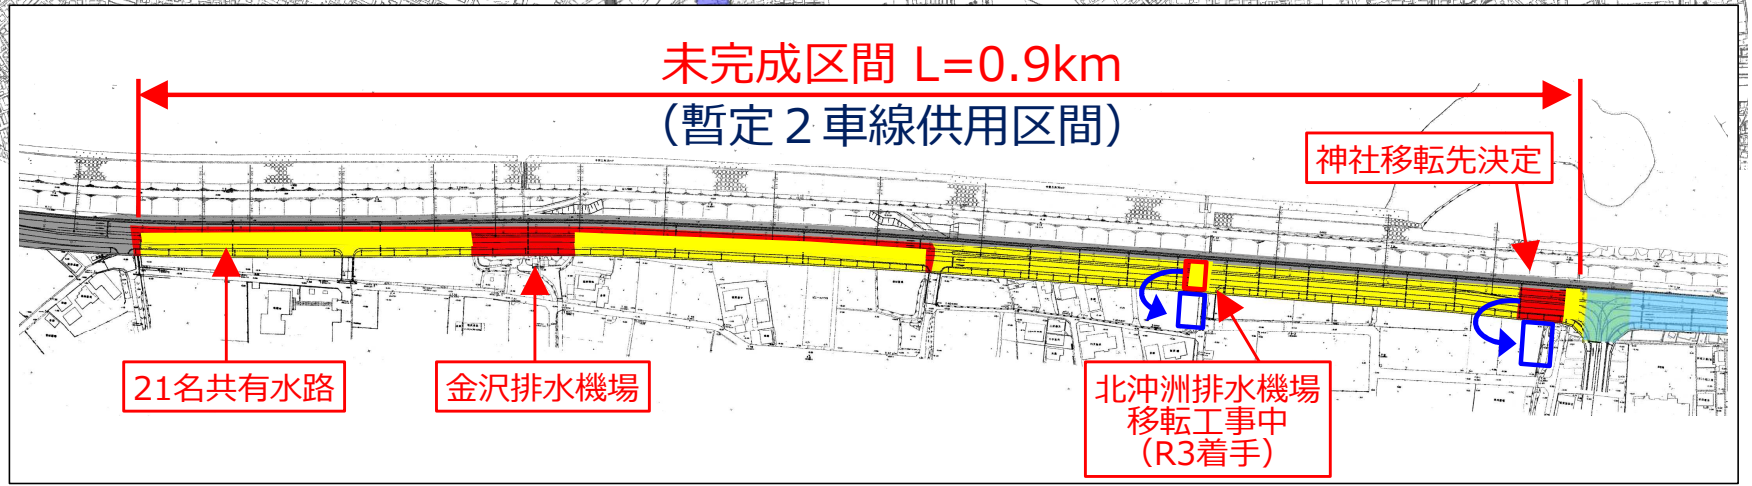 未完成区間 L=0.9km
（暫定２車線供用区間）
神社移転先決定
21名共有水路
金沢排水機場
北沖洲排水機場
移転工事中
（R3着手）